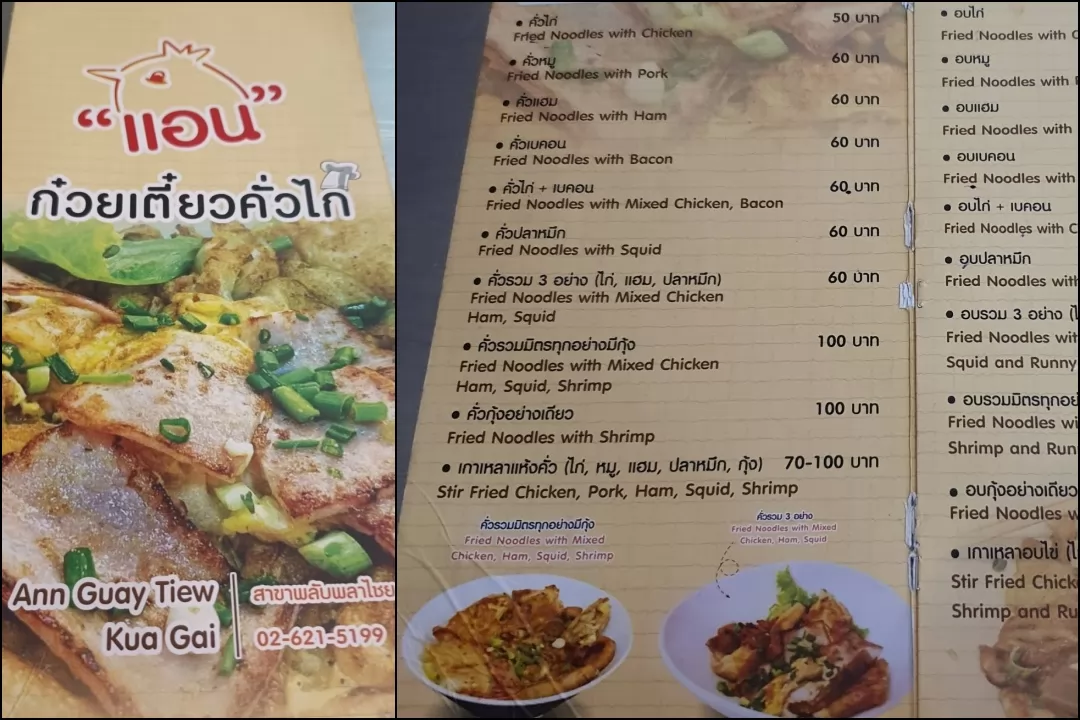 “แอน”
ก๋วยเตี๋ยวคั่วไก่
Ann Guay Tiew
Kua Gai
สาขาพลับพลาไชย
02-621-5199
• คั่วไก่ 50 บาท
Fried Noodles with Chicken
• คั่วหมู 60 บาท
Fried Noodles with Pork
• คั่วแฮม 60 บาท
Fried Noodles with Ham
• คั่วเบคอน 60 บาท
Fried Noodles with Bacon
• คั่วไก่ + เบคอน 60 บาท
Fried Noodles with Mixed Chicken, Bacon
• คั่วปลาหมึก 60 บาท
Fried Noodles with Squid
• คั่วรวม 3 อย่าง (ไก่, แฮม, ปลาหมึก) 60 บาท
Fried Noodles with Mixed Chicken
Ham, Squid
• คั่วรวมมิตรทุกอย่างมีกุ้ง 100 บาท
Fried Noodles with Mixed Chicken
Ham, Squid, Shrimp
• คั่วกุ้งอย่างเดียว 100 บาท
Fried Noodles with Shrimp
• เกาเหลาแห้งคั่ว (ไก่, หมู, แฮม, ปลาหมึก, กุ้ง) 70-100 บาท
Stir Fried Chicken, Pork, Ham, Squid, Shrimp
คั่วรวมมิตรทุกอย่างมีกุ้ง
Fried Noodles with Mixed
Chicken, Ham, Squid, Shrimp
คั่วรวม 3 อย่าง
Fried Noodles with Mixed
Chicken, Ham, Squid
• อบไก่
Fried Noodles with
• อบหมู
Fried Noodles with
• อบแฮม
Fried Noodles with
• อบเบคอน
Fried Noodles with
• อบไก่ + เบคอน
Fried Noodles with
• อบปลาหมึก
Fried Noodles with
• อบรวม 3 อย่าง
Fried Noodles
Squid and Runny
• อบรวมมิตรทุก
Fried Noodles
Shrimp and
• อบกุ้งอย่างเดียว
Fried Noodles
• เกาเหลาอบไข่
Stir Fried
Shrimp and